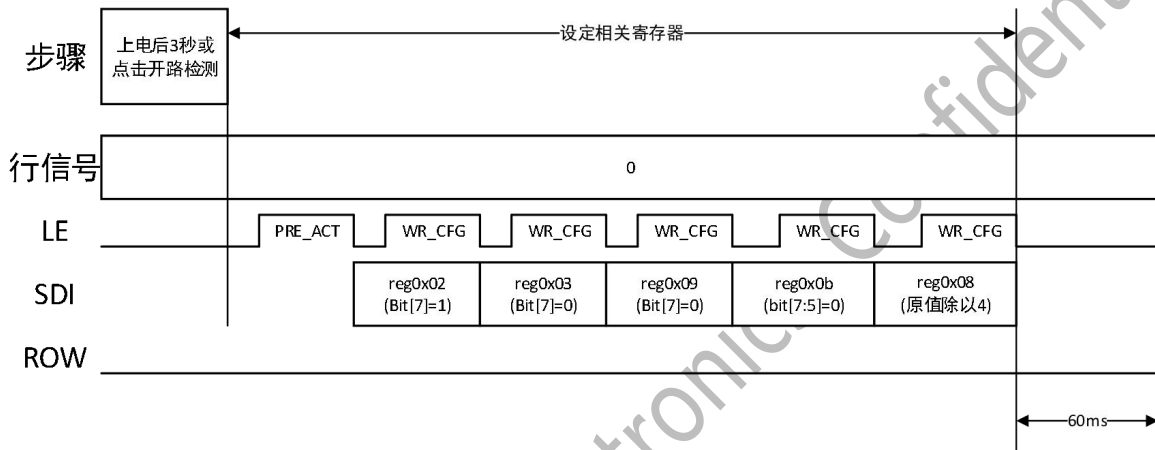 步骤
上电后3秒或
点击开路检测
设定相关寄存器
行信号
0
LE
PRE_ACT
WR_CFG
WR_CFG
WR_CFG
WR_CFG
WR_CFG
SDI
reg0x02
(Bit[7]=1)
reg0x03
(Bit[7]=0)
reg0x09
(Bit[7]=0)
reg0x0b
(bit[7:5]=0)
reg0x08
(原值除以4)
ROW
60ms